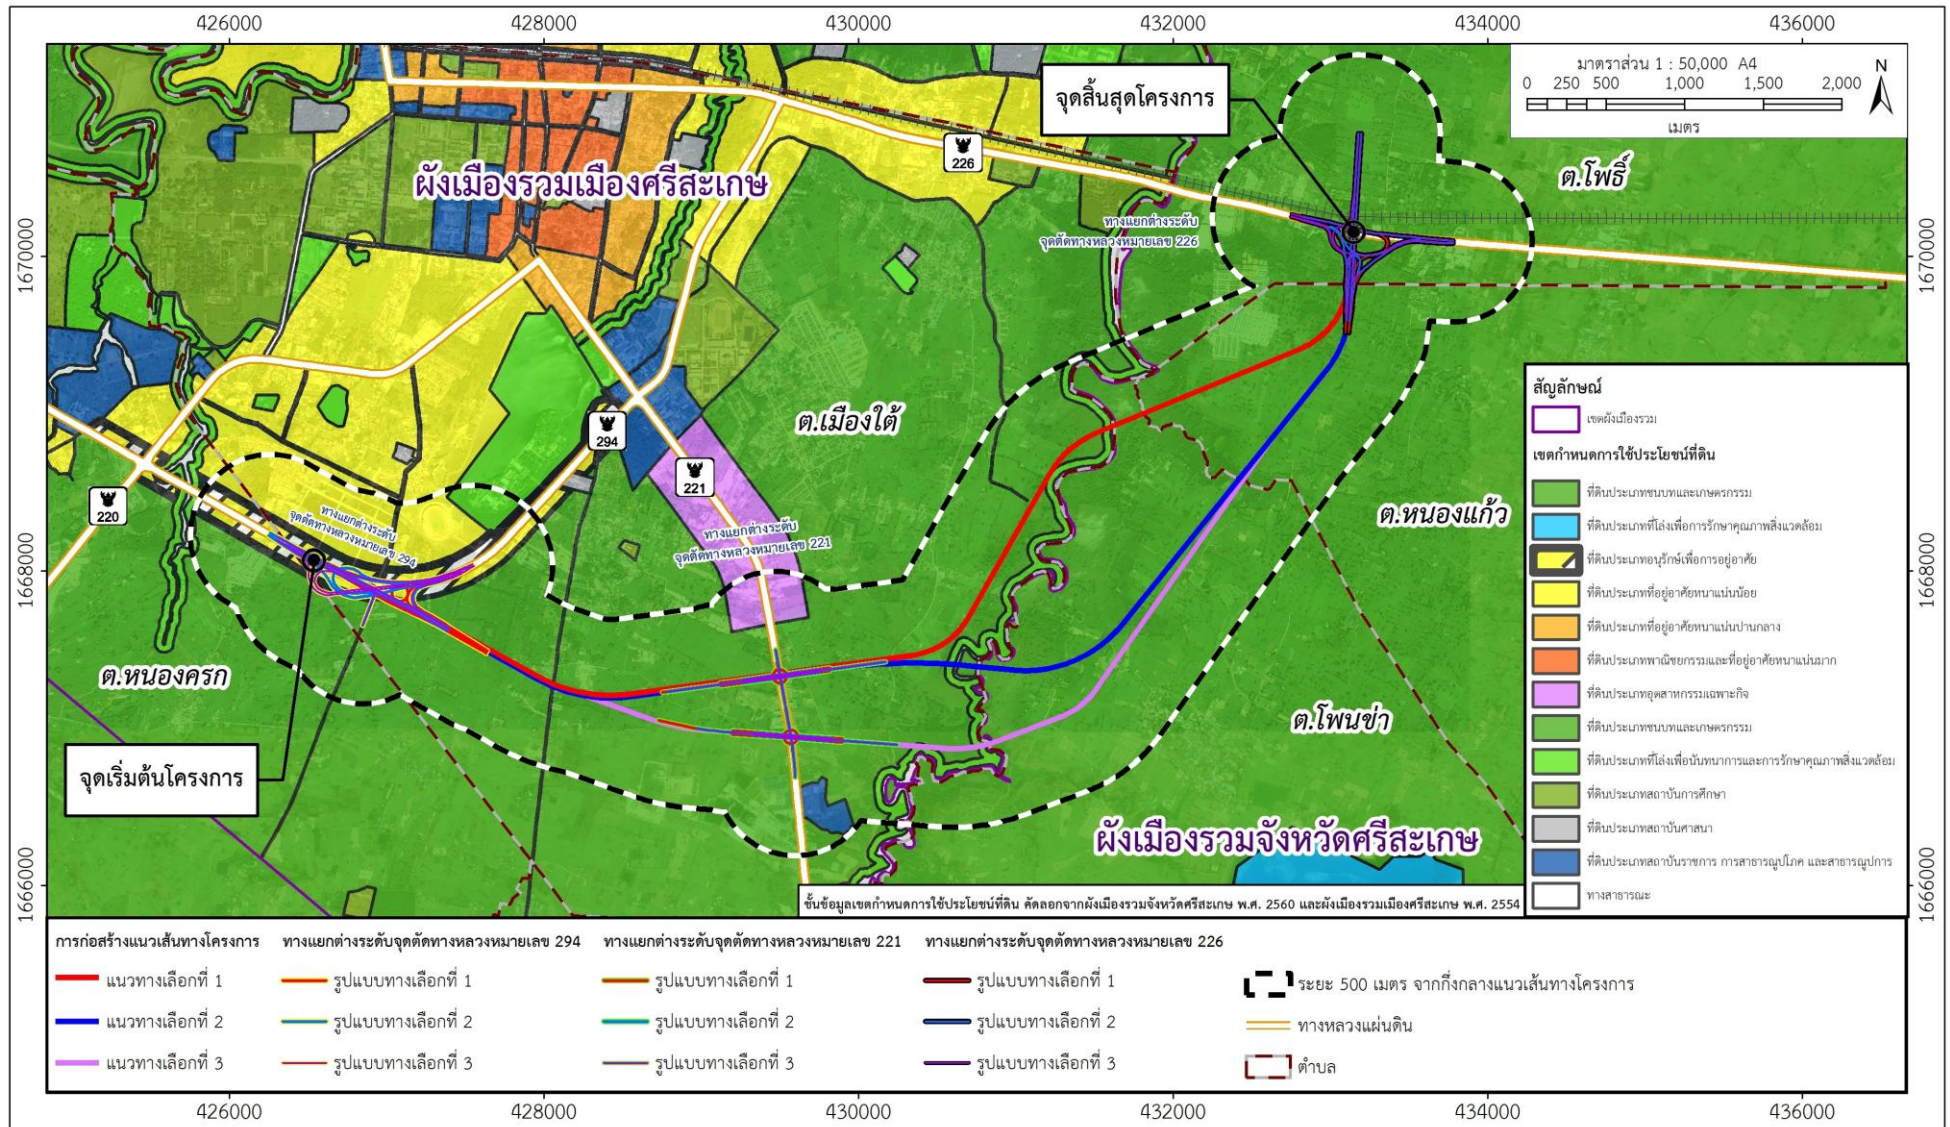 426000 428000 430000 432000 434000 436000
มาตราส่วน 1 : 50,000 A4
N
0 250 500 1,000 1,500 2,000
เมตร
จุดสิ้นสุดโครงการ
226
ต.โพธิ์
ผังเมืองรวมเมืองศรีสะเกษ
ทางแยกต่างระดับ
จุดตัดทางหลวงหมายเลข 226
1670000
1670000
ต.เมืองใต้
294
221
220
ทางแยกต่างระดับ
จุดตัดทางหลวงหมายเลข 294
ทางแยกต่างระดับ
จุดตัดทางหลวงหมายเลข 221
ต.หนองแก้ว
1668000
1668000
ต.หนองครก
ต.โพนข่า
จุดเริ่มต้นโครงการ
ผังเมืองรวมจังหวัดศรีสะเกษ
1666000
1666000
ชั้นข้อมูลเขตกำหนดการใช้ประโยชน์ที่ดิน คัดลอกจากผังเมืองรวมจังหวัดศรีสะเกษ พ.ศ. 2560 และผังเมืองรวมเมืองศรีสะเกษ พ.ศ. 2554
สัญลักษณ์
เขตผังเมืองรวม
เขตกำหนดการใช้ประโยชน์ที่ดิน
ที่ดินประเภทชนบทและเกษตรกรรม
ที่ดินประเภทที่โล่งเพื่อการรักษาคุณภาพสิ่งแวดล้อม
ที่ดินประเภทอนุรักษ์เพื่อการอยู่อาศัย
ที่ดินประเภทที่อยู่อาศัยหนาแน่นน้อย
ที่ดินประเภทที่อยู่อาศัยหนาแน่นปานกลาง
ที่ดินประเภทพาณิชยกรรมและที่อยู่อาศัยหนาแน่นมาก
ที่ดินประเภทอุตสาหกรรมเฉพาะกิจ
ที่ดินประเภทชนบทและเกษตรกรรม
ที่ดินประเภทที่โล่งเพื่อนันทนาการและการรักษาคุณภาพสิ่งแวดล้อม
ที่ดินประเภทสถาบันการศึกษา
ที่ดินประเภทสถาบันศาสนา
ที่ดินประเภทสถาบันราชการ การสาธารณูปโภค และสาธารณูปการ
ทางสาธารณะ
การก่อสร้างแนวเส้นทางโครงการ
แนวทางเลือกที่ 1
แนวทางเลือกที่ 2
แนวทางเลือกที่ 3
ทางแยกต่างระดับจุดตัดทางหลวงหมายเลข 294
รูปแบบทางเลือกที่ 1
รูปแบบทางเลือกที่ 2
รูปแบบทางเลือกที่ 3
ทางแยกต่างระดับจุดตัดทางหลวงหมายเลข 221
รูปแบบทางเลือกที่ 1
รูปแบบทางเลือกที่ 2
รูปแบบทางเลือกที่ 3
ทางแยกต่างระดับจุดตัดทางหลวงหมายเลข 226
รูปแบบทางเลือกที่ 1
รูปแบบทางเลือกที่ 2
รูปแบบทางเลือกที่ 3
ระยะ 500 เมตร จากกึ่งกลางแนวเส้นทางโครงการ
ทางหลวงแผ่นดิน
ตำบล
426000 428000 430000 432000 434000 436000